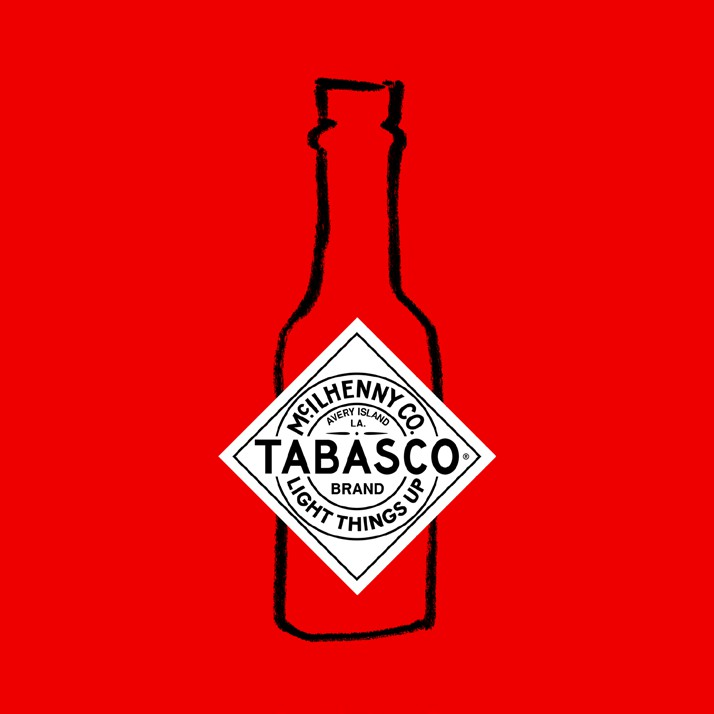 McILHENNY CO.
AVERY ISLAND
LA.
TABASCO®
BRAND
LIGHT THINGS UP